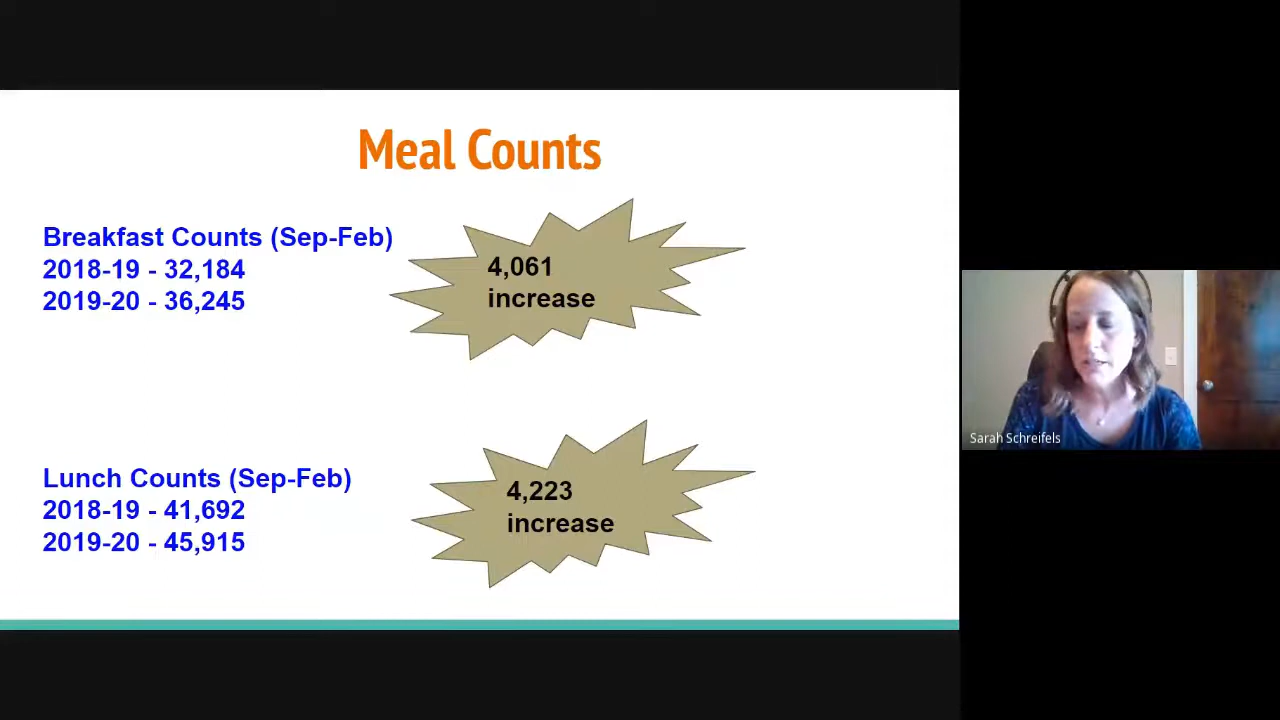 Meal Counts
Breakfast Counts (Sep-Feb)
2018-19 - 32,184
2019-20 - 36,245
4,061
increase
Lunch Counts (Sep-Feb)
2018-19 - 41,692
2019-20 - 45,915
4,223
increase
Sarah Schreifels